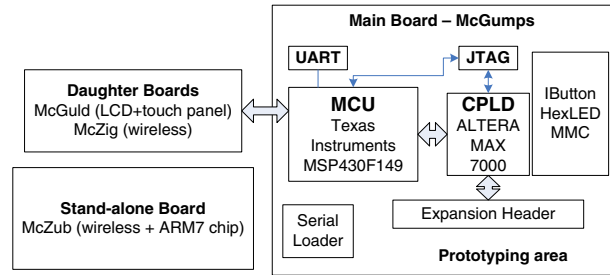 Main Board – McGumps
UART
JTAG
Daughter Boards
McGuld (LCD+touch panel)
McZig (wireless)
MCU
Texas
Instruments
MSP430F149
CPLD
ALTERA
MAX
7000
IButton
HexLED
MMC
Stand-alone Board
McZub (wireless + ARM7 chip)
Serial
Loader
Expansion Header
Prototyping area